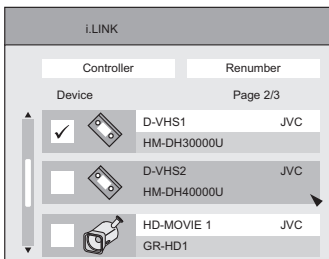 i.LINK
Controller Renumber
Device Page 2/3
D-VHS1 JVC
HM-DH30000U
D-VHS2 JVC
HM-DH40000U
HD-MOVIE 1 JVC
GR-HD1